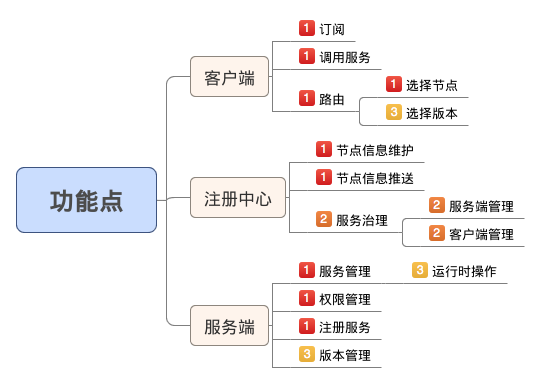 功能点
客户端
1 订阅
1 调用服务
1 路由
1 选择节点
3 选择版本
注册中心
1 节点信息维护
1 节点信息推送
2 服务治理
2 服务端管理
2 客户端管理
服务端
1 服务管理
3 运行时操作
1 权限管理
1 注册服务
3 版本管理